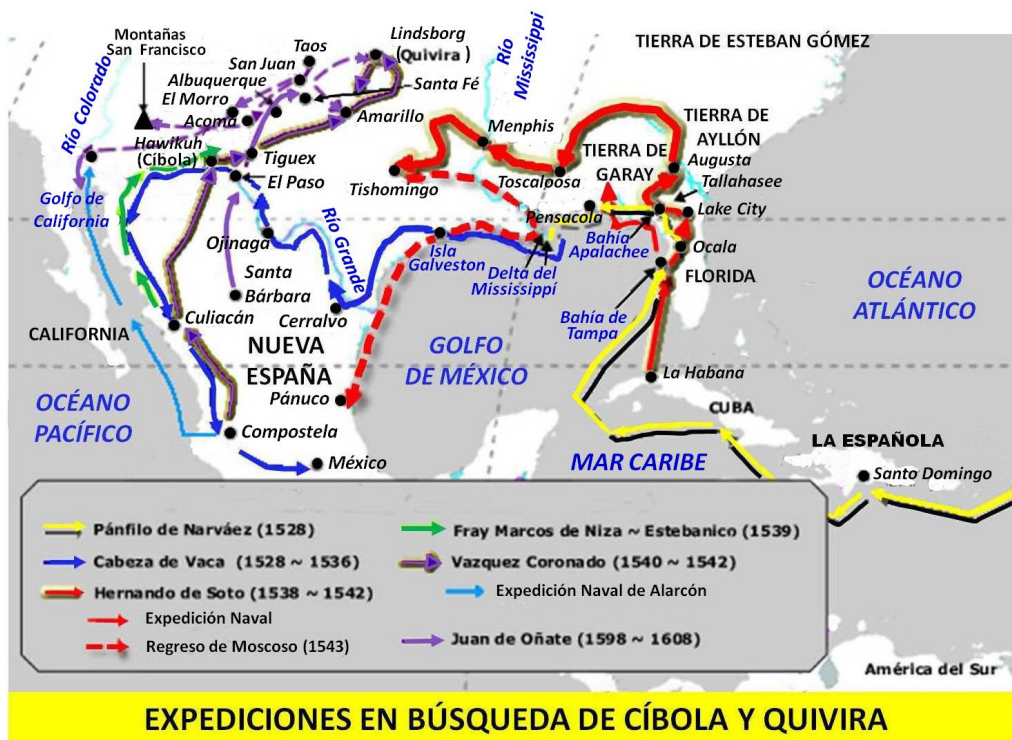 Montañas
San Francisco
Taos
San Juan
Albuquerque
El Morro
Acoma
Hawikuh
(Cíbola)
Lindsborg
(Quivira )
Santa Fé
Amarillo
Tiguex
El Paso
Río Colorado
Río
Mississippi
TIERRA DE ESTEBAN GÓMEZ
Menphis
TIERRA DE
AYLLÓN
TIERRA DE
GARAY
Augusta
Tishomingo
Toscalposa
Tallahasee
Golfo de
California
Pensacola
Lake City
Ojinaga
Río Grande
Isla
Galveston
Bahía
Apalachee
Ocala
Delta del
Mississippí
FLORIDA
Santa
Bárbara
OCÉANO
ATLÁNTICO
Culiacán
Cerralvo
Bahía de
Tampa
CALIFORNIA
NUEVA
ESPAÑA
GOLFO
DE MÉXICO
La Habana
Pánuco
OCÉANO
PACÍFICO
CUBA
Compostela
LA ESPAÑOLA
México
MAR CARIBE
Santo Domingo
Pánfilo de Narváez (1528)
Cabeza de Vaca (1528 ~ 1536)
Hernando de Soto (1538 ~ 1542)
Expedición Naval
Regreso de Moscoso (1543)
Fray Marcos de Niza ~ Estebanico (1539)
Vazquez Coronado (1540 ~ 1542)
Expedición Naval de Alarcón
Juan de Oñate (1598 ~ 1608)
América del Sur
EXPEDICIONES EN BÚSQUEDA DE CÍBOLA Y QUIVIRA